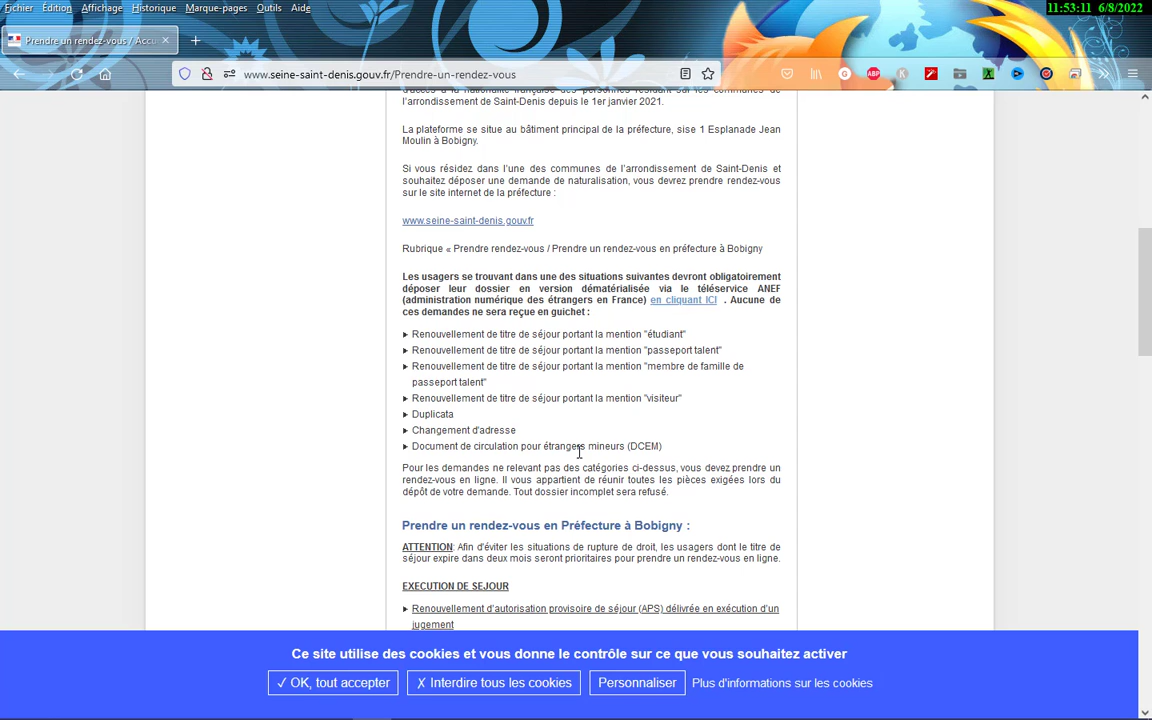 Fichier Édition Affichage Historique Marque-pages Outils Aide
11:53:11 6/8/2022
Prendre un rendez-vous / Accu
www.seine-saint-denis.gouv.fr/Prendre-un-rendez-vous
d'accès à la nationalité française des personnes résidant sur les communes de
l'arrondissement de Saint-Denis depuis le 1er janvier 2021.
La plateforme se situe au bâtiment principal de la préfecture, sise 1 Esplanade Jean
Moulin à Bobigny.
Si vous résidez dans l'une des communes de l'arrondissement de Saint-Denis et
souhaitez déposer une demande de naturalisation, vous devrez prendre rendez-vous
sur le site internet de la préfecture :
www.seine-saint-denis.gouv.fr
Rubrique « Prendre rendez-vous / Prendre un rendez-vous en préfecture à Bobigny
Les usagers se trouvant dans une des situations suivantes devront obligatoirement
déposer leur dossier en version dématérialisée via le téléservice ANEF
(administration numérique des étrangers en France) en cliquant ICI . Aucune de
ces demandes ne sera reçue en guichet :
Renouvellement de titre de séjour portant la mention "étudiant"
Renouvellement de titre de séjour portant la mention "passeport talent"
Renouvellement de titre de séjour portant la mention "membre de famille de
passeport talent"
Renouvellement de titre de séjour portant la mention "visiteur"
Duplicata
Changement d'adresse
Document de circulation pour étrangers mineurs (DCEM)
Pour les demandes ne relevant pas des catégories ci-dessus, vous devez prendre un
rendez-vous en ligne. Il vous appartient de réunir toutes les pièces exigées lors du
dépôt de votre demande. Tout dossier incomplet sera refusé.
Prendre un rendez-vous en Préfecture à Bobigny :
ATTENTION: Afin d'éviter les situations de rupture de droit, les usagers dont le titre de
séjour expire dans deux mois seront prioritaires pour prendre un rendez-vous en ligne.
EXECUTION DE SEJOUR
Renouvellement d'autorisation provisoire de séjour (APS) délivrée en exécution d'un
jugement
Ce site utilise des cookies et vous donne le contrôle sur ce que vous souhaitez activer
✓ OK, tout accepter ✗ Interdire tous les cookies Personnaliser Plus d'informations sur les cookies